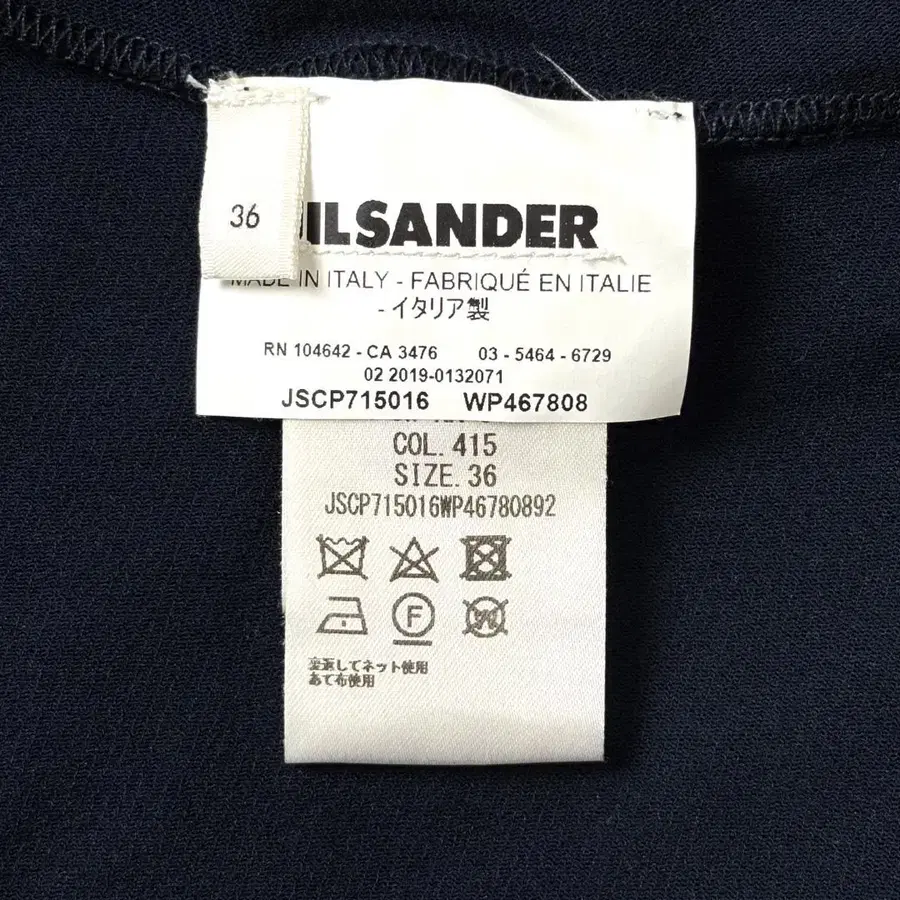 36
JILSANDER
MADE IN ITALY - FABRIQUÉ EN ITALIE
- イタリア製
RN 104642 - CA 3476 03 - 5464 - 6729
02 2019-0132071
JSCP715016 WP467808
COL. 415
SIZE. 36
JSCP715016WP46780892
F
W
裏返してネット使用
あて布使用